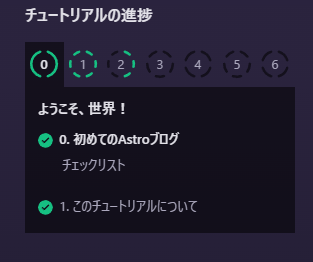 チュートリアルの進捗
0 1 2 3 4 5 6
ようこそ、世界！
0. 初めてのAstroブログ
チェックリスト
1. このチュートリアルについて